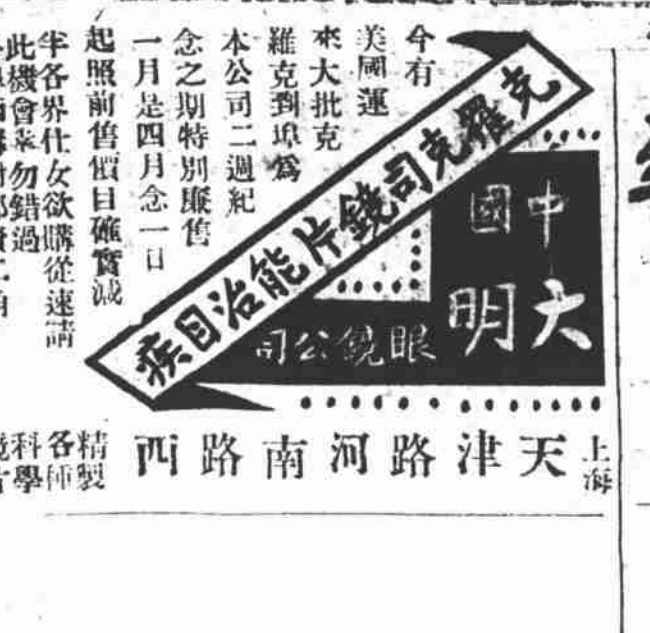 克羅克司鏡片能治目疾
中國
大明
眼鏡公司
今有
美國運
來大批克
羅克到埠爲
本公司二週紀
念之期特別廉售
一月是四月念一日
起照前售價目確實減
半各界仕女欲購從速請
此機會幸勿錯過
上海
天津路河南路西
精製
各師
科學